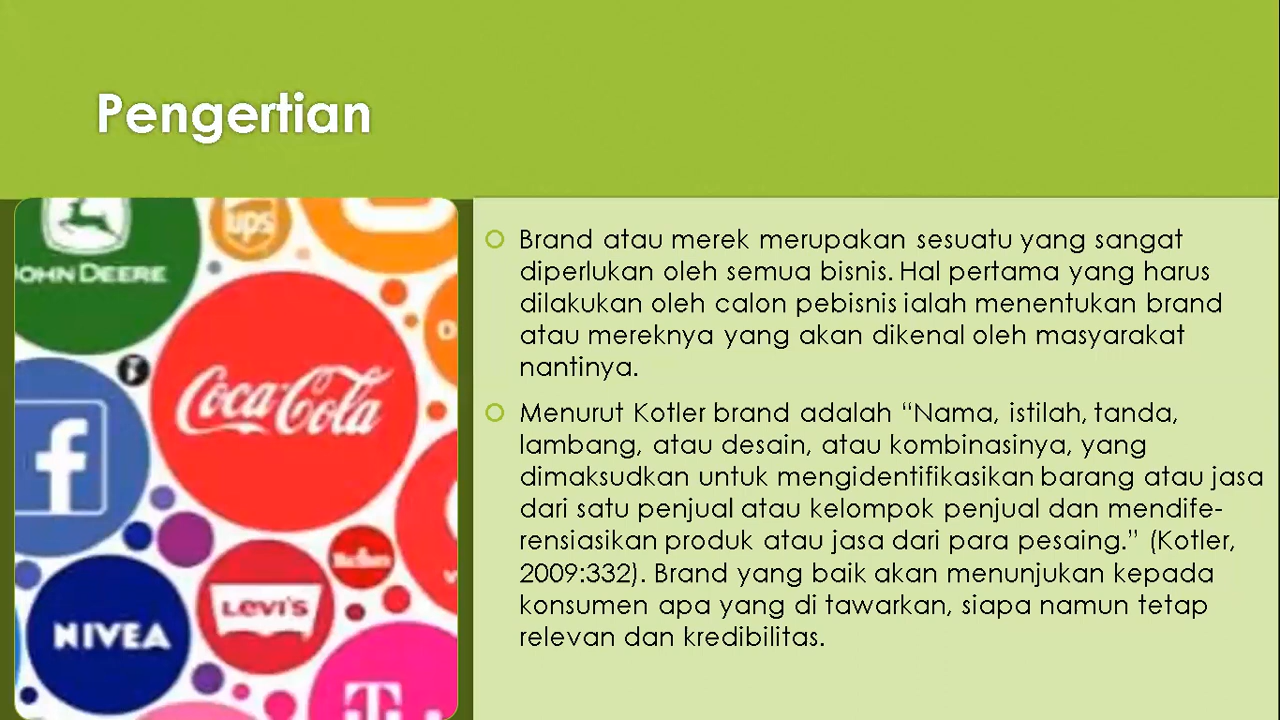 Pengertian
ups
JOHN DEERE
Coca-Cola
f
NIVEA
LEVI'S
Marlboro
T
Brand atau merek merupakan sesuatu yang sangat
diperlukan oleh semua bisnis. Hal pertama yang harus
dilakukan oleh calon pebisnis ialah menentukan brand
atau mereknya yang akan dikenal oleh masyarakat
nantinya.
Menurut Kotler brand adalah “Nama, istilah, tanda,
lambang, atau desain, atau kombinasinya, yang
dimaksudkan untuk mengidentifikasikan barang atau jasa
dari satu penjual atau kelompok penjual dan mendife-
rensiasikan produk atau jasa dari para pesaing.” (Kotler,
2009:332). Brand yang baik akan menunjukan kepada
konsumen apa yang di tawarkan, siapa namun tetap
relevan dan kredibilitas.